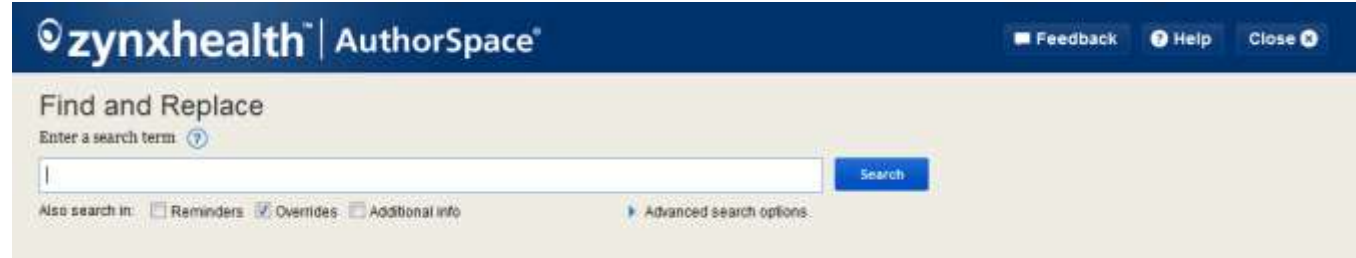 zynxhealth™ | AuthorSpace®
Feedback Help Close
Find and Replace
Enter a search term
Search
Also search in: Reminders Overrides Additional info Advanced search options